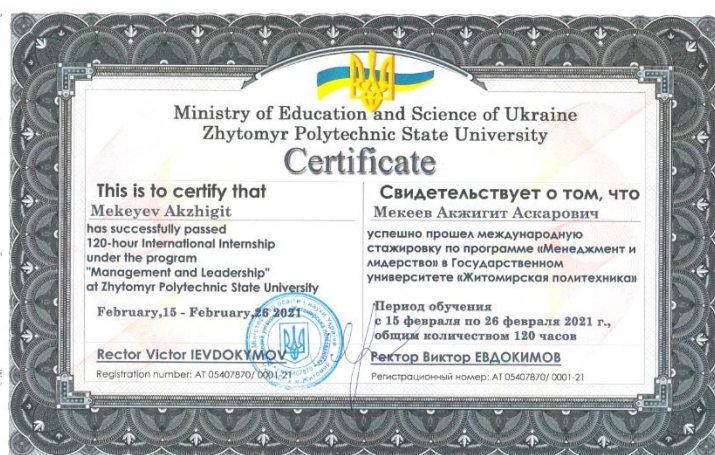 Ministry of Education and Science of Ukraine
Zhytomyr Polytechnic State University
Certificate
This is to certify that
Mekeyev Akzhigit
has successfully passed
120-hour International Internship
under the program
"Management and Leadership"
at Zhytomyr Polytechnic State University
February,15 - February,26 2021
Rector Victor IEVDOKYMOV
Registration number: AT 05407870/ 0001-21
Свидетельствует о том, что
Мекеев Акжигит Аскарович
успешно прошел международную
стажировку по программе «Менеджмент и
лидерство» в Государственном
университете «Житомирская политехника»
Период обучения
с 15 февраля по 26 февраля 2021 г.,
общим количеством 120 часов
Ректор Виктор ЕВДОКИМОВ
Регистрационный номер: АТ 05407870/ 0001-21